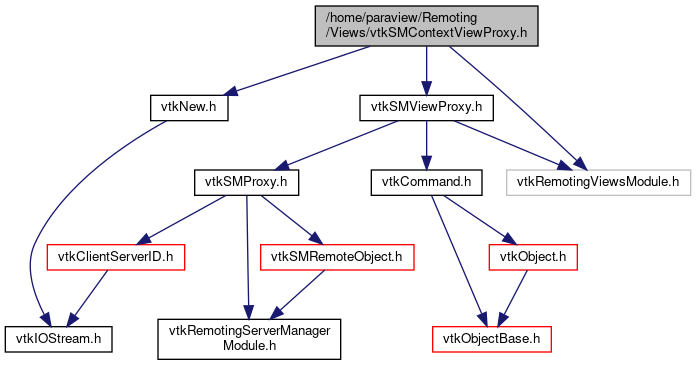 /home/paraview/Remoting
/Views/vtkSMContextViewProxy.h
vtkNew.h
vtkSMViewProxy.h
vtkSMProxy.h
vtkCommand.h
vtkRemotingViewsModule.h
vtkClientServerID.h
vtkSMRemoteObject.h
vtkObject.h
vtkIOStream.h
vtkRemotingServerManager
Module.h
vtkObjectBase.h